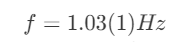 f = 1.03(1)Hz